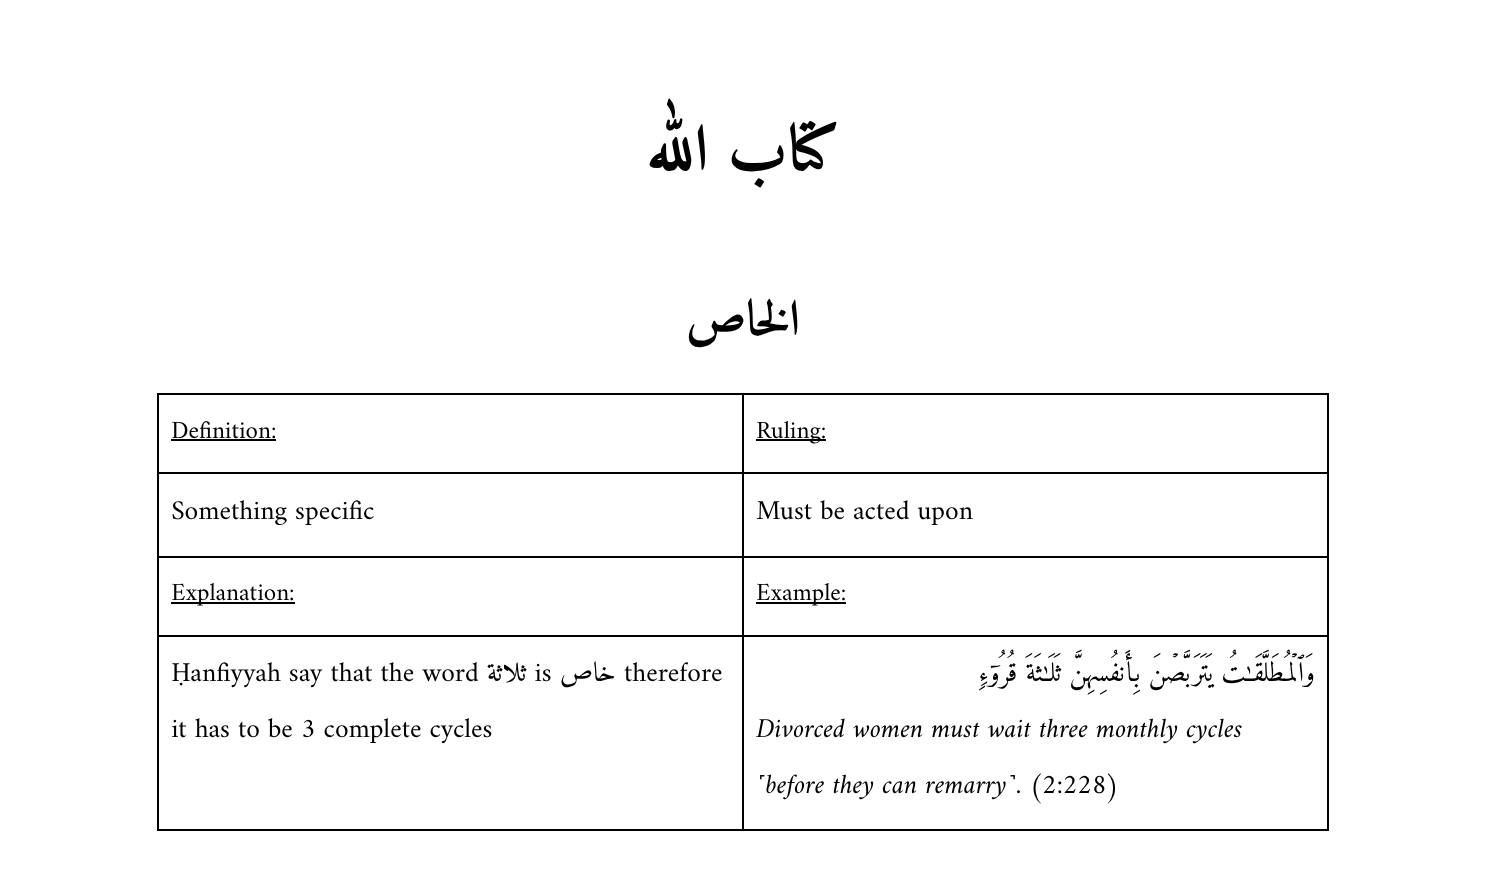 كتاب الله
الخاص
Definition:
Ruling:
Something specific
Must be acted upon
Explanation:
Example:
Ḥanfiyyah say that the word ثلاثة is خاص therefore
it has to be 3 complete cycles
وَٱلْمُطَلَّقَـٰتُ يَتَرَبَّصْنَ بِأَنفُسِهِنَّ ثَلَـٰثَةَ قُرُوٓءٍۢ
Divorced women must wait three monthly cycles
˹before they can remarry˺. (2:228)